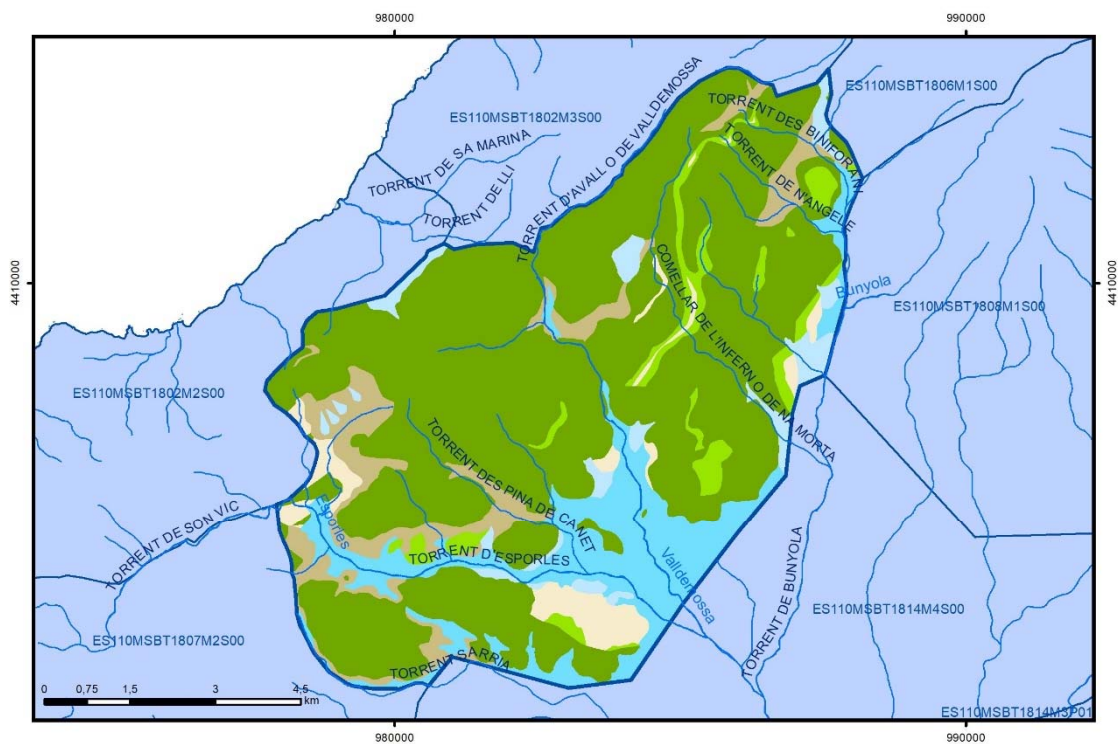 980000
990000
ES110MSBT1806M1S00
ES110MSBT1802M3S00
TORRENT DES BINIFORANI
TORRENT D'AVALL O DE VALLDEMOSSA
TORRENT DE SA MARINA
TORRENT DE N'ANGELE
TORRENT DE LLI
4410000
4410000
Bunyola
ES110MSBT1808M1S00
COMELLAR DE L'INFERN O DE NA MORTA
ES110MSBT1802M2S00
TORRENT DES PINA DE CANET
TORRENT DE SON VIC
Esporles
TORRENT D'ESPORLES
Valldemossa
TORRENT DE BUNYOLA
ES110MSBT1814M4S00
ES110MSBT1807M2S00
TORRENT SARRIA
0 0,75 1,5 3 4,5
km
ES110MSBT1814M3P01
980000
990000